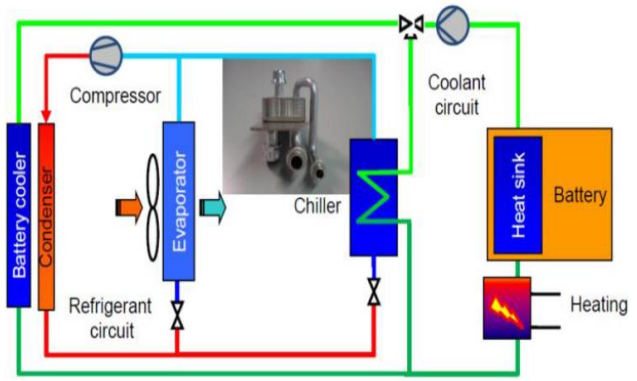 Compressor
Coolant
circuit
Battery cooler
Condenser
Evaporator
Chiller
Heat sink
Battery
Refrigerant
circuit
Heating